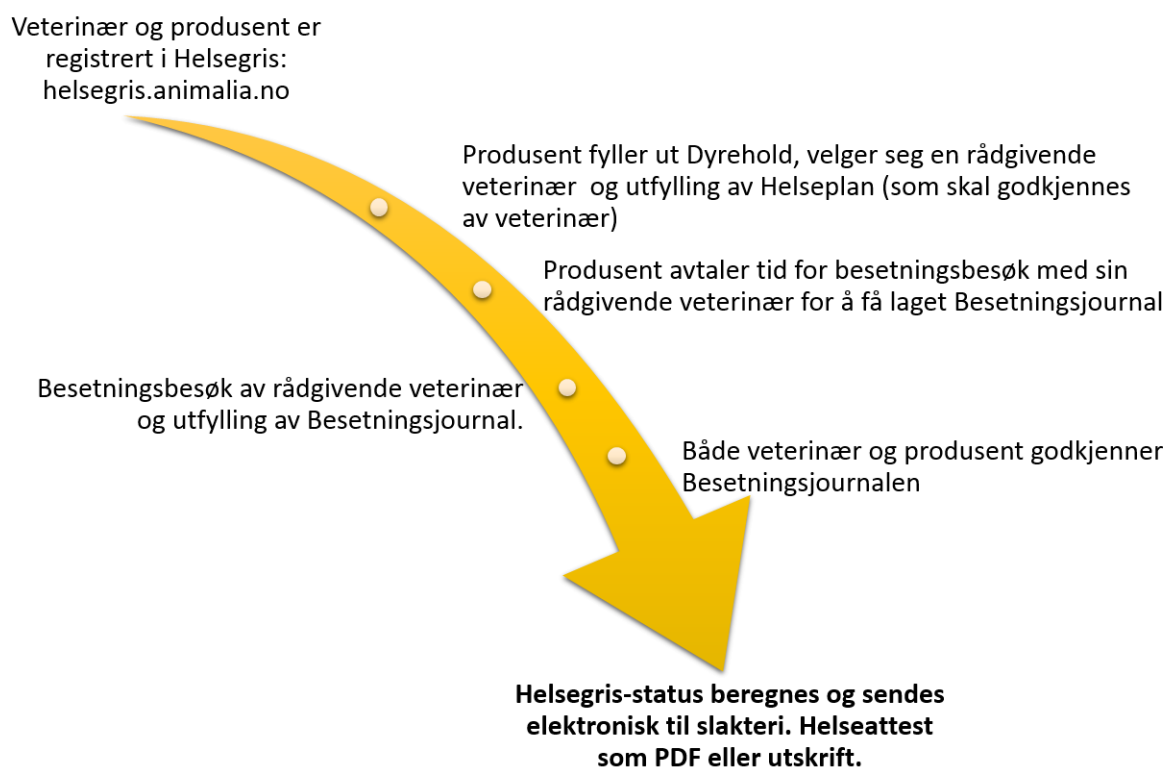 Veterinær og produsent er
registrert i Helsegris:
helsegris.animalia.no
Produsent fyller ut Dyrehold, velger seg en rådgivende
veterinær  og utfylling av Helseplan (som skal godkjennes
av veterinær)
Produsent avtaler tid for besetningsbesøk med sin
rådgivende veterinær for å få laget Besetningsjournal
Besetningsbesøk av rådgivende veterinær
og utfylling av Besetningsjournal.
Både veterinær og produsent godkjenner
Besetningsjournalen
Helsegris-status beregnes og sendes
elektronisk til slakteri. Helseattest
som PDF eller utskrift.